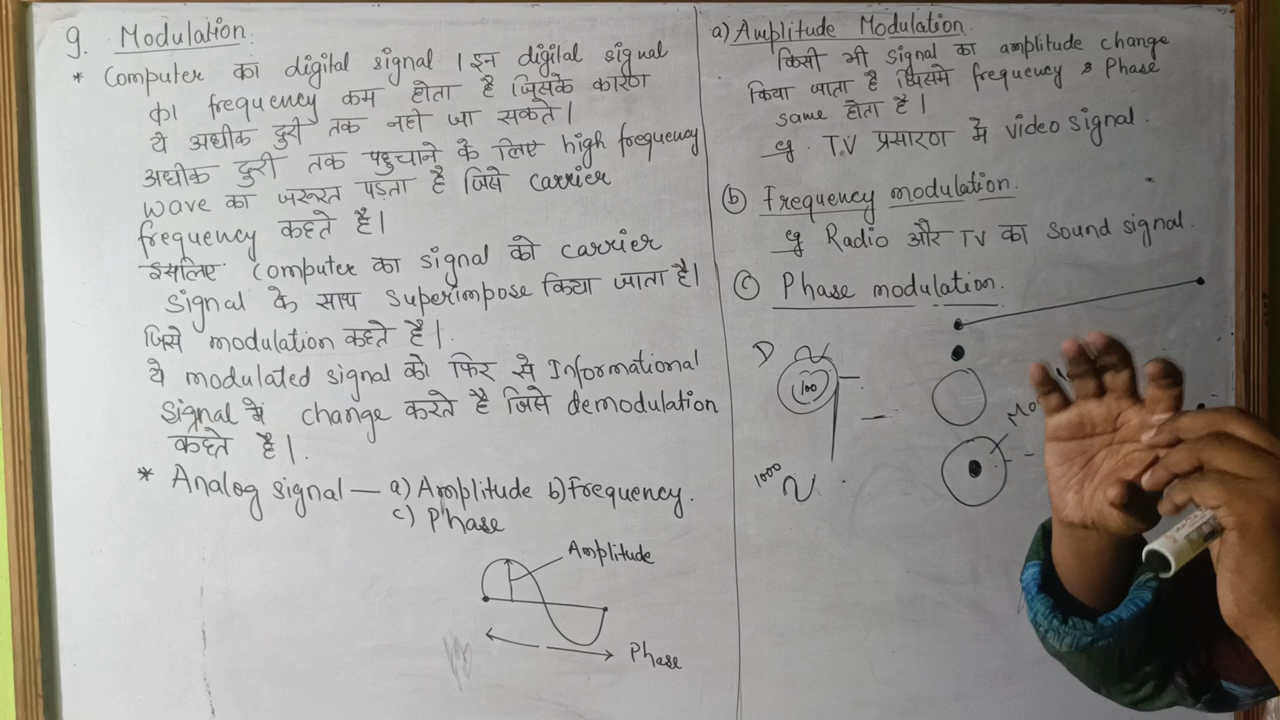 9. Modulation.
* Computer का digital signal । इन digital signal
का frequency कम होता है जिसके कारण
ये अधीक दुरी तक नही जा सकते।
अधीक दुरी तक पहुचाने के लिए high frequency
wave का जरूरत पड़ता है जिसे carrier
frequency कहते है।
इसलिए computer का signal को carrier
signal के साथ superimpose किया जाता है।
जिसे modulation कहते है।
ये modulated signal को फिर से Informational
signal में change करते है जिसे demodulation
कहते है।
* Analog signal — a) Amplitude b) Frequency.
c) Phase
Amplitude
Phase
a) Amplitude Modulation.
किसी भी signal का amplitude change
किया जाता है जिसमे frequency & Phase
same होता है।
eg. T.V प्रसारण मे video signal.
(b) Frequency modulation.
eg Radio और TV का sound signal.
(c) Phase modulation.
D
100
1000